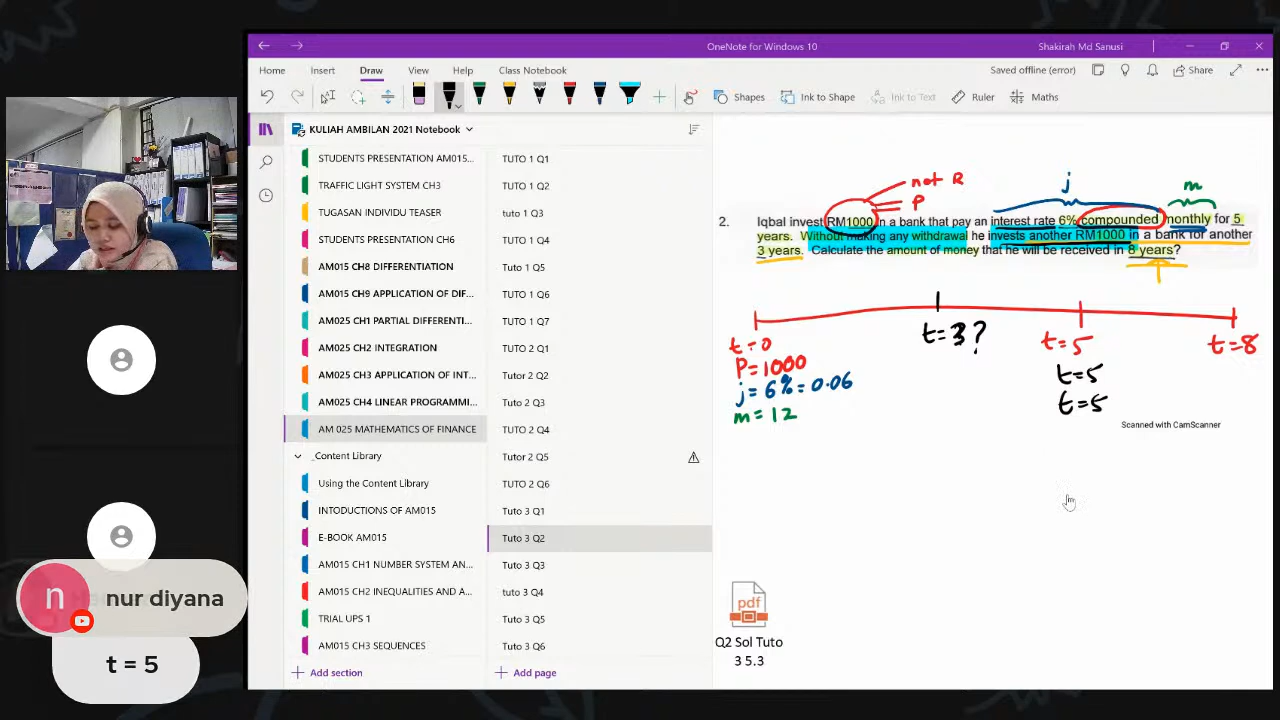 OneNote for Windows 10
Shakirah Md Sanusi
Home
Insert
Draw
View
Help
Class Notebook
Saved offline (error)
Share
Shapes
Ink to Shape
Ink to Text
Ruler
Maths
KULIAH AMBILAN 2021 Notebook
STUDENTS PRESENTATION AM015...
TRAFFIC LIGHT SYSTEM CH3
TUGASAN INDIVIDU TEASER
STUDENTS PRESENTATION CH6
AM015 CH8 DIFFERENTIATION
AM015 CH9 APPLICATION OF DIF...
AM025 CH1 PARTIAL DIFFERENTI...
AM025 CH2 INTEGRATION
AM025 CH3 APPLICATION OF INT...
AM025 CH4 LINEAR PROGRAMMI...
AM 025 MATHEMATICS OF FINANCE
_Content Library
Using the Content Library
INTODUCTIONS OF AM015
E-BOOK AM015
AM015 CH1 NUMBER SYSTEM AN...
AM015 CH2 INEQUALITIES AND A...
TRIAL UPS 1
AM015 CH3 SEQUENCES
Add section
TUTO 1 Q1
TUTO 1 Q2
tuto 1 Q3
TUTO 1 Q4
Tuto 1 Q5
TUTO 1 Q6
TUTO 1 Q7
TUTO 2 Q1
Tutor 2 Q2
Tuto 2 Q3
TUTO 2 Q4
Tutor 2 Q5
TUTO 2 Q6
Tuto 3 Q1
Tuto 3 Q2
Tuto 3 Q3
tuto 3 Q4
Tuto 3 Q5
Tuto 3 Q6
Add page
not R
P
j
m
2. Iqbal invest RM1000 in a bank that pay an interest rate 6% compounded monthly for 5
years. Without making any withdrawal he invests another RM1000 in a bank for another
3 years. Calculate the amount of money that he will be received in 8 years?
t=0
t=3?
t=5
t=8
P=1000
j=6%=0.06
m=12
t=5
t=5
Scanned with CamScanner
pdf
Q2 Sol Tuto
3 5.3
n
nur diyana
t = 5